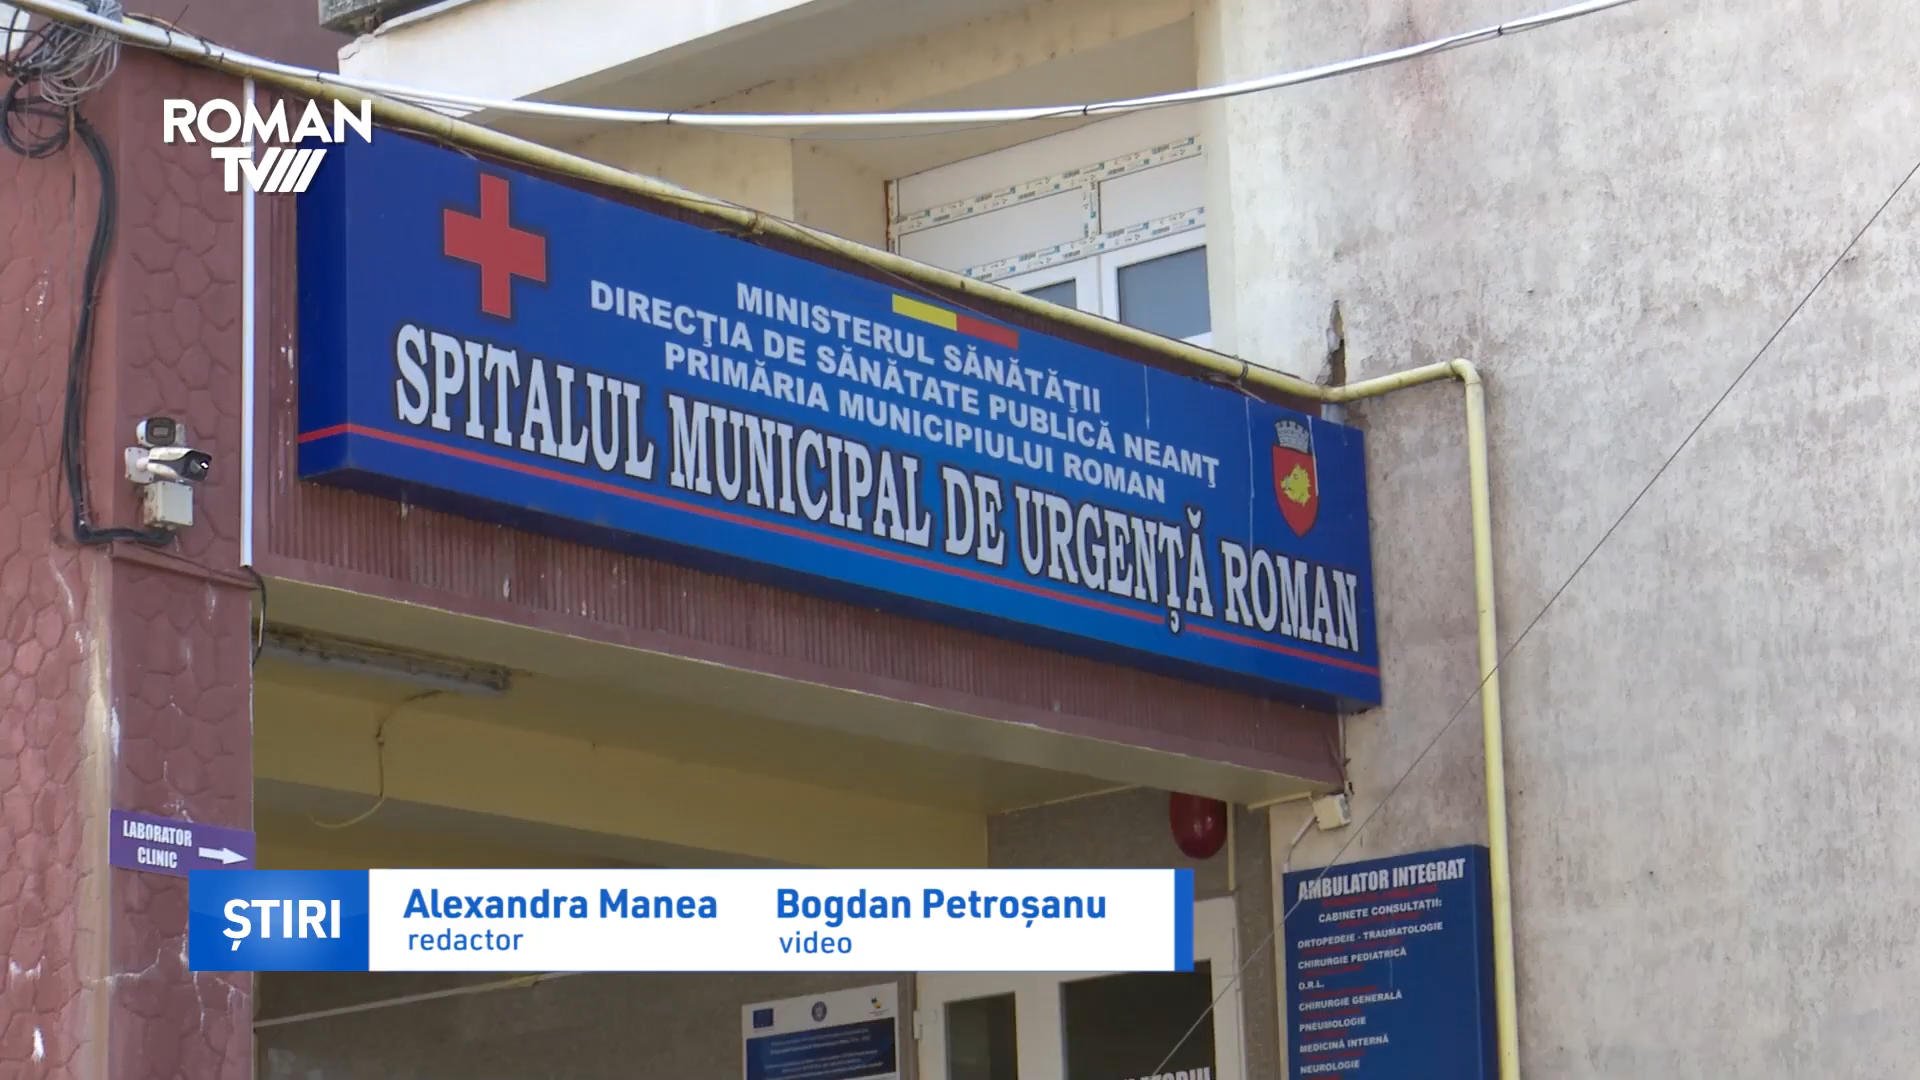 ROMAN
TV
MINISTERUL SĂNĂTĂŢII
DIRECŢIA DE SĂNĂTATE PUBLICĂ NEAMŢ
PRIMĂRIA MUNICIPIULUI ROMAN
SPITALUL MUNICIPAL DE URGENŢĂ ROMAN
LABORATOR
CLINIC
ȘTIRI
Alexandra Manea
redactor
Bogdan Petroșanu
video
AMBULATOR INTEGRAT
CABINETE CONSULTAȚII:
ORTOPEDEIE - TRAUMATOLOGIE
CHIRURGIE PEDIATRICĂ
O.R.L.
CHIRURGIE GENERALĂ
PNEUMOLOGIE
MEDICINĂ INTERNĂ
NEUROLOGIE